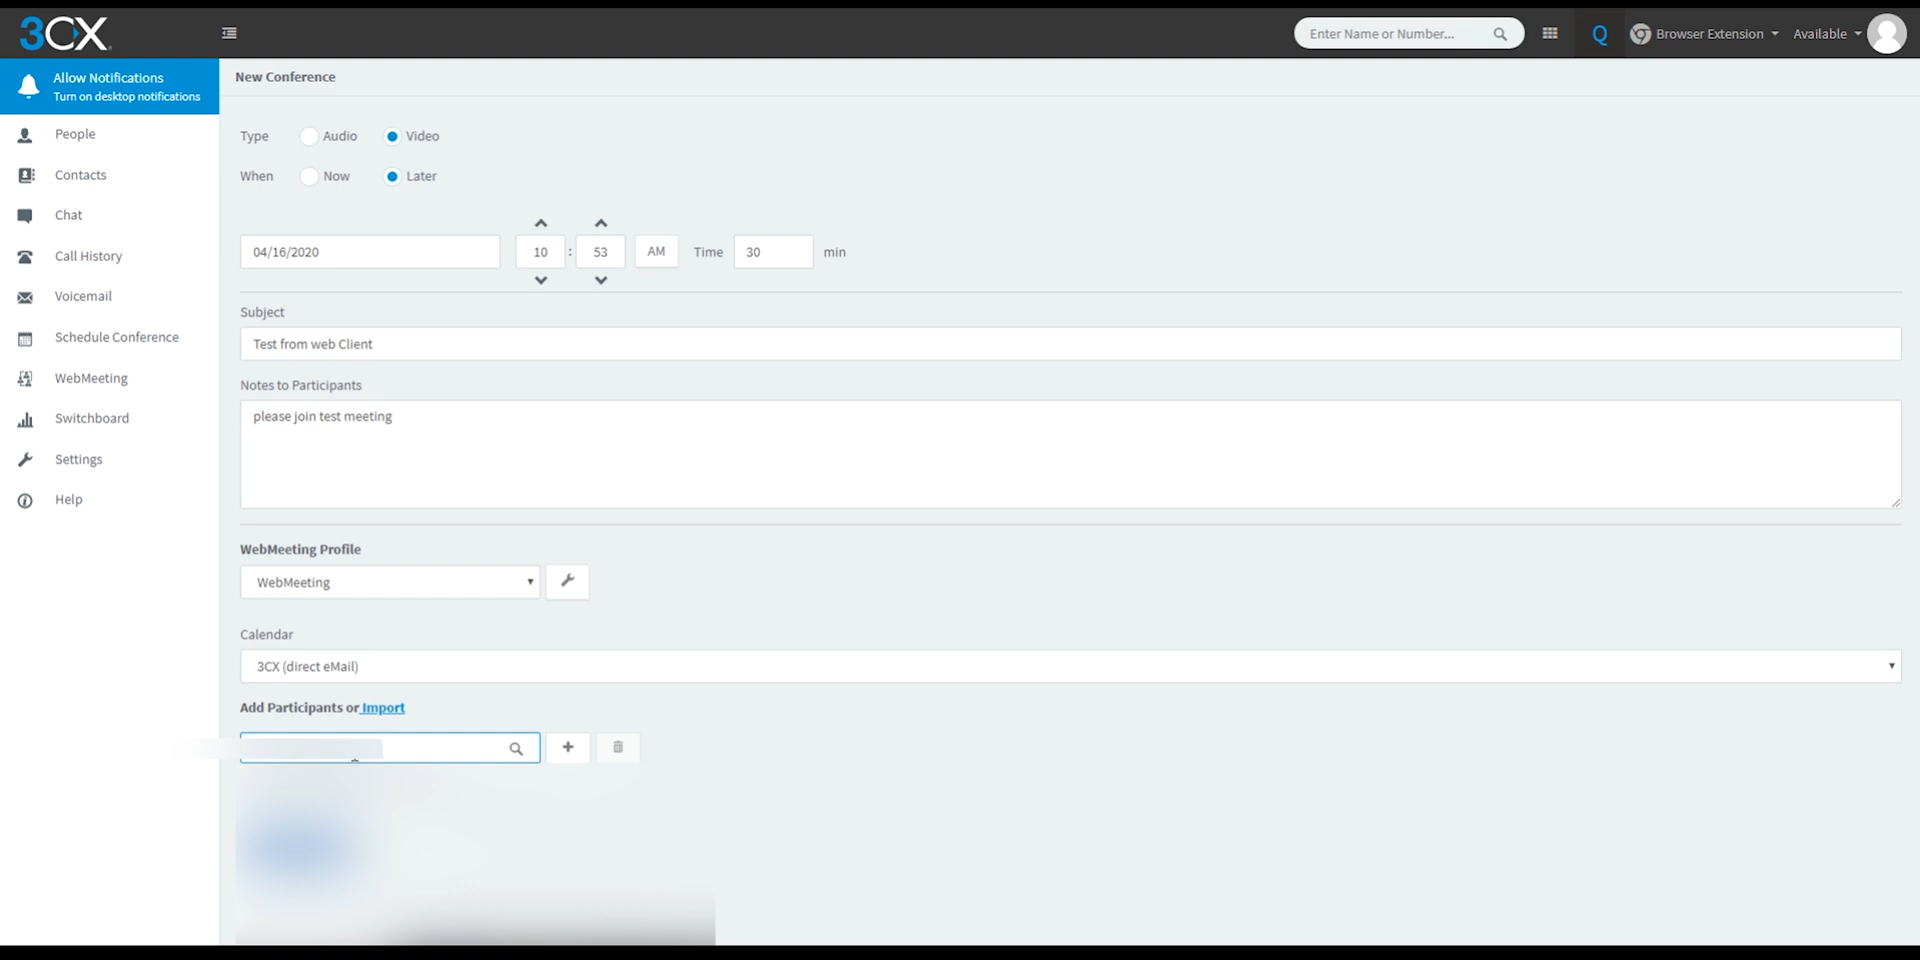 3CX
Enter Name or Number...
Q
Browser Extension
Available
Allow Notifications
Turn on desktop notifications
People
Contacts
Chat
Call History
Voicemail
Schedule Conference
WebMeeting
Switchboard
Settings
Help
New Conference
Type Audio Video
When Now Later
04/16/2020 10 : 53 AM Time 30 min
Subject
Test from web Client
Notes to Participants
please join test meeting
WebMeeting Profile
WebMeeting
Calendar
3CX (direct eMail)
Add Participants or Import